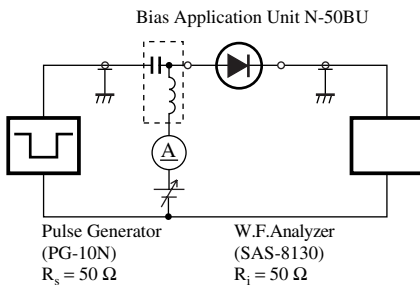 Bias Application Unit N-50BU
A
Pulse Generator
(PG-10N)
Rs = 50 Ω
W.F.Analyzer
(SAS-8130)
Ri = 50 Ω